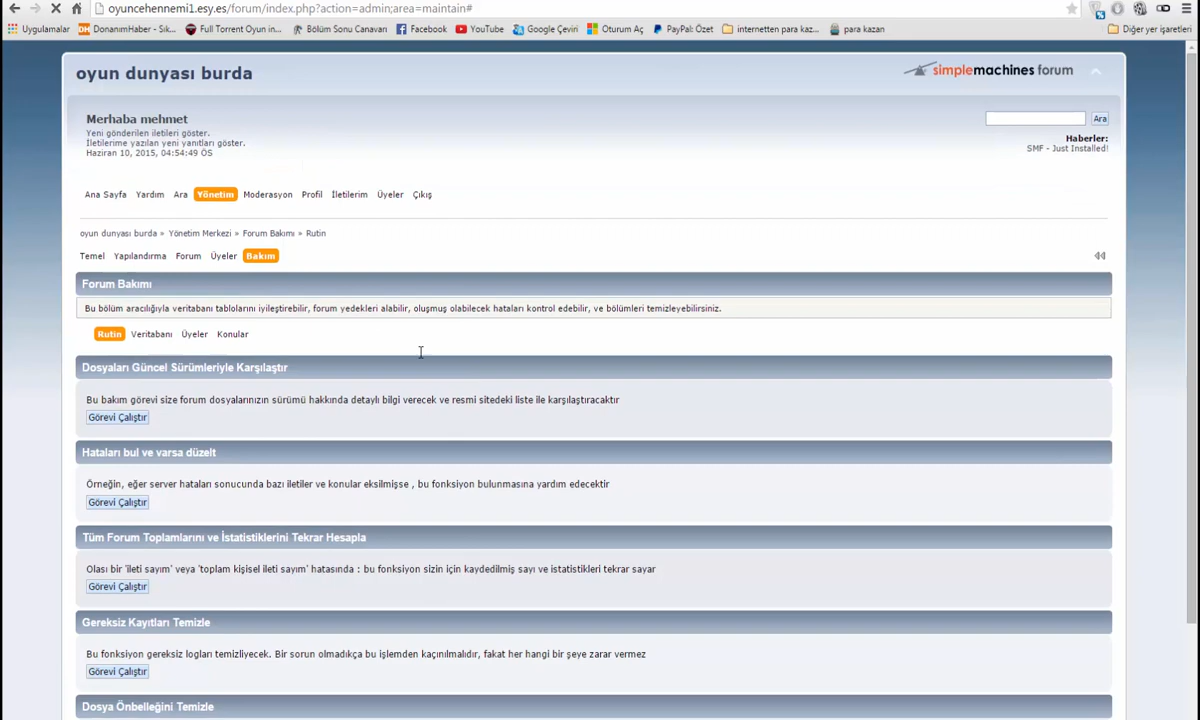 oyuncehennemi1.esy.es/forum/index.php?action=admin;area=maintain#
Uygulamalar DH DonanımHaber - Sık... Full Torrent Oyun in... Bölüm Sonu Canavarı Facebook YouTube Google Çeviri Oturum Aç PayPal: Özet internetten para kaz... para kazan Diğer yer işaretleri
oyun dunyası burda
simplemachines forum
Merhaba mehmet
Yeni gönderilen iletileri göster.
İletilerime yazılan yeni yanıtları göster.
Haziran 10, 2015, 04:54:49 ÖS
Ara
Haberler:
SMF - Just Installed!
Ana Sayfa Yardım Ara Yönetim Moderasyon Profil İletilerim Üyeler Çıkış
oyun dunyası burda » Yönetim Merkezi » Forum Bakımı » Rutin
Temel Yapılandırma Forum Üyeler Bakım
Forum Bakımı
Bu bölüm aracılığıyla veritabanı tablolarını iyileştirebilir, forum yedekleri alabilir, oluşmuş olabilecek hataları kontrol edebilir, ve bölümleri temizleyebilirsiniz.
Rutin Veritabanı Üyeler Konular
Dosyaları Güncel Sürümleriyle Karşılaştır
Bu bakım görevi size forum dosyalarınızın sürümü hakkında detaylı bilgi verecek ve resmi sitedeki liste ile karşılaştıracaktır
Görevi Çalıştır
Hataları bul ve varsa düzelt
Örneğin, eğer server hataları sonucunda bazı iletiler ve konular eksilmişse , bu fonksiyon bulunmasına yardım edecektir
Görevi Çalıştır
Tüm Forum Toplamlarını ve İstatistiklerini Tekrar Hesapla
Olası bir 'ileti sayım' veya 'toplam kişisel ileti sayım' hatasında : bu fonksiyon sizin için kaydedilmiş sayı ve istatistikleri tekrar sayar
Görevi Çalıştır
Gereksiz Kayıtları Temizle
Bu fonksiyon gereksiz logları temizliyecek. Bir sorun olmadıkça bu işlemden kaçınılmalıdır, fakat her hangi bir şeye zarar vermez
Görevi Çalıştır
Dosya Önbelleğini Temizle